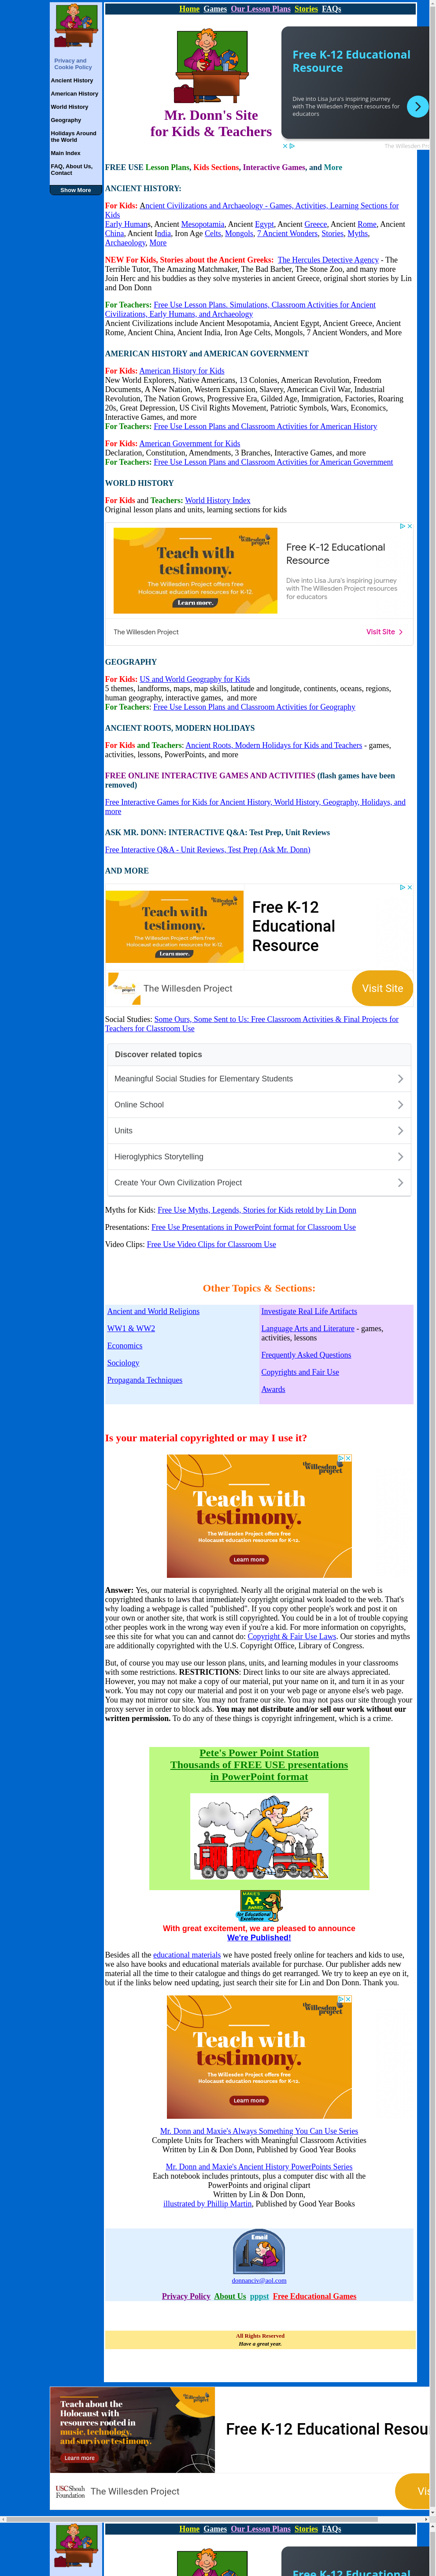 Privacy and
Cookie Policy
Ancient History
American History
World History
Geography
Holidays Around
the World
Main Index
FAQ, About Us,
Contact
Show More
Home Games Our Lesson Plans Stories FAQs
Mr. Donn's Site
for Kids & Teachers
Free K-12 Educational
Resource
Dive into Lisa Jura's inspiring journey
with The Willesden Project resources for
educators
The Willesden Pro
FREE USE Lesson Plans, Kids Sections, Interactive Games, and More
ANCIENT HISTORY:
For Kids: Ancient Civilizations and Archaeology - Games, Activities, Learning Sections for
Kids
Early Humans, Ancient Mesopotamia, Ancient Egypt, Ancient Greece, Ancient Rome, Ancient
China, Ancient India, Iron Age Celts, Mongols, 7 Ancient Wonders, Stories, Myths,
Archaeology, More
NEW For Kids, Stories about the Ancient Greeks: The Hercules Detective Agency - The
Terrible Tutor, The Amazing Matchmaker, The Bad Barber, The Stone Zoo, and many more
Join Herc and his buddies as they solve mysteries in ancient Greece, original short stories by Lin
and Don Donn
For Teachers: Free Use Lesson Plans, Simulations, Classroom Activities for Ancient
Civilizations, Early Humans, and Archaeology
Ancient Civilizations include Ancient Mesopotamia, Ancient Egypt, Ancient Greece, Ancient
Rome, Ancient China, Ancient India, Iron Age Celts, Mongols, 7 Ancient Wonders, and More
AMERICAN HISTORY and AMERICAN GOVERNMENT
For Kids: American History for Kids
New World Explorers, Native Americans, 13 Colonies, American Revolution, Freedom
Documents, A New Nation, Western Expansion, Slavery, American Civil War, Industrial
Revolution, The Nation Grows, Progressive Era, Gilded Age, Immigration, Factories, Roaring
20s, Great Depression, US Civil Rights Movement, Patriotic Symbols, Wars, Economics,
Interactive Games, and more
For Teachers: Free Use Lesson Plans and Classroom Activities for American History
For Kids: American Government for Kids
Declaration, Constitution, Amendments, 3 Branches, Interactive Games, and more
For Teachers: Free Use Lesson Plans and Classroom Activities for American Government
WORLD HISTORY
For Kids and Teachers: World History Index
Original lesson plans and units, learning sections for kids
Willesden project
Teach with
testimony.
The Willesden Project offers free
Holocaust education resources for K-12.
Learn more.
Free K-12 Educational
Resource
Dive into Lisa Jura's inspiring journey
with The Willesden Project resources
for educators
The Willesden Project
Visit Site
GEOGRAPHY
For Kids: US and World Geography for Kids
5 themes, landforms, maps, map skills, latitude and longitude, continents, oceans, regions,
human geography, interactive games, and more
For Teachers: Free Use Lesson Plans and Classroom Activities for Geography
ANCIENT ROOTS, MODERN HOLIDAYS
For Kids and Teachers: Ancient Roots, Modern Holidays for Kids and Teachers - games,
activities, lessons, PowerPoints, and more
FREE ONLINE INTERACTIVE GAMES AND ACTIVITIES (flash games have been
removed)
Free Interactive Games for Kids for Ancient History, World History, Geography, Holidays, and
more
ASK MR. DONN: INTERACTIVE Q&A: Test Prep, Unit Reviews
Free Interactive Q&A - Unit Reviews, Test Prep (Ask Mr. Donn)
AND MORE
Willesden project
Teach with
testimony.
The Willesden Project offers free
Holocaust education resources for K-12.
Learn more.
Free K-12
Educational
Resource
The Willesden Project
Visit Site
Social Studies: Some Ours, Some Sent to Us: Free Classroom Activities & Final Projects for
Teachers for Classroom Use
Discover related topics
Meaningful Social Studies for Elementary Students
Online School
Units
Hieroglyphics Storytelling
Create Your Own Civilization Project
Myths for Kids: Free Use Myths, Legends, Stories for Kids retold by Lin Donn
Presentations: Free Use Presentations in PowerPoint format for Classroom Use
Video Clips: Free Use Video Clips for Classroom Use
Other Topics & Sections:
Ancient and World Religions
WW1 & WW2
Economics
Sociology
Propaganda Techniques
Investigate Real Life Artifacts
Language Arts and Literature - games,
activities, lessons
Frequently Asked Questions
Copyrights and Fair Use
Awards
Is your material copyrighted or may I use it?
Willesden project
Teach with
testimony.
The Willesden Project offers free
Holocaust education resources for K-12.
Learn more
Answer: Yes, our material is copyrighted. Nearly all the original material on the web is
copyrighted thanks to laws that immediately copyright original work loaded to the web. That's
why loading a webpage is called "published". If you copy other people's work and post it as
your own or as someone else, that work is still copyrighted. You could be in a lot of trouble copying
other peoples work in the wrong way even if you are a kid. For more information on copyrights,
see this site for what you can and cannot do: Copyright & Fair Use Laws. Our stories and myths
are additionally copyrighted with the U.S. Copyright Office, Library of Congress.
But, of course you may use our lesson plans, units, and learning modules in your classroom
with some restrictions. RESTRICTIONS: Direct links to our site are always appreciated.
However, you may not make a copy of our material, put your name on it, and turn it in as your
work. You may not copy our material and post it on your web page or anyone else's web page.
You may not mirror our site. You may not frame our site. You may not pass our site through your
proxy server in order to block ads. You may not distribute and/or sell our work without our
written permission. To do any of these things is copyright infringement, which is a crime.
Pete's Power Point Station
Thousands of FREE USE presentations
in PowerPoint format
A+
AWARD
for Educational
Excellence
With great excitement, we are pleased to announce
We're Published!
Besides all the educational materials we have posted freely online for teachers and kids to use,
we also have books and educational materials available for purchase. Our publisher adds new
material all the time to their catalogue and things do get rearranged. We try to keep an eye on it,
but if the links below need updating, just search their site for Lin and Don Donn. Thank you.
Willesden project
Teach with
testimony.
The Willesden Project offers free
Holocaust education resources for K-12.
Learn more
Mr. Donn and Maxie's Always Something You Can Use Series
Complete Units for Teachers with Meaningful Classroom Activities
Written by Lin & Don Donn, Published by Good Year Books
Mr. Donn and Maxie's Ancient History PowerPoints Series
Each notebook includes printouts, plus a computer disc with all the
PowerPoints and original clipart
Written by Lin & Don Donn,
illustrated by Phillip Martin, Published by Good Year Books
Email
donnanciv@aol.com
Privacy Policy About Us pppst Free Educational Games
All Rights Reserved
Have a great year.
Teach about the
Holocaust with
resources rooted in
music, technology,
and survivor testimony.
Learn more
Free K-12 Educational Resou
USC Shoah
Foundation
The Willesden Project
Vis
Home Games Our Lesson Plans Stories FAQs
Free K-12 Educational